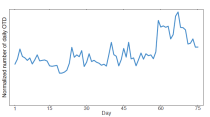 Normalized number of daily OTD
1 15 30 45 60 75
Day